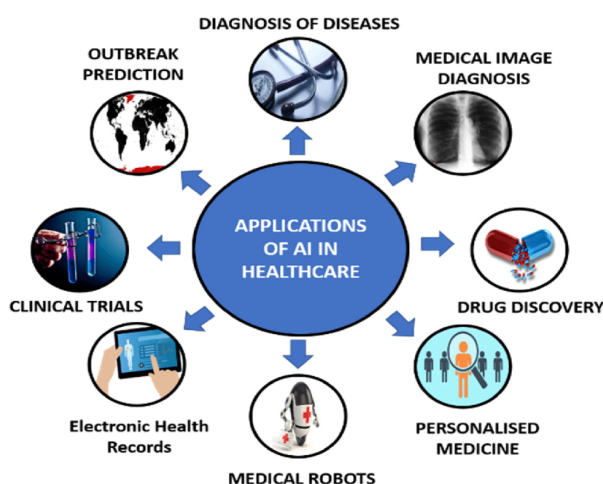 DIAGNOSIS OF DISEASES
OUTBREAK
PREDICTION
MEDICAL IMAGE
DIAGNOSIS
APPLICATIONS
OF AI IN
HEALTHCARE
CLINICAL TRIALS
DRUG DISCOVERY
Electronic Health
Records
PERSONALISED
MEDICINE
MEDICAL ROBOTS